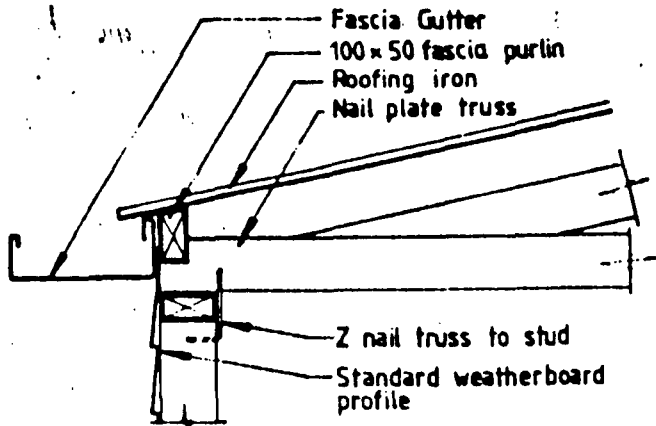 Fascia Gutter
100 × 50 fascia purlin
Roofing iron
Nail plate truss
Z nail truss to stud
Standard weatherboard
profile